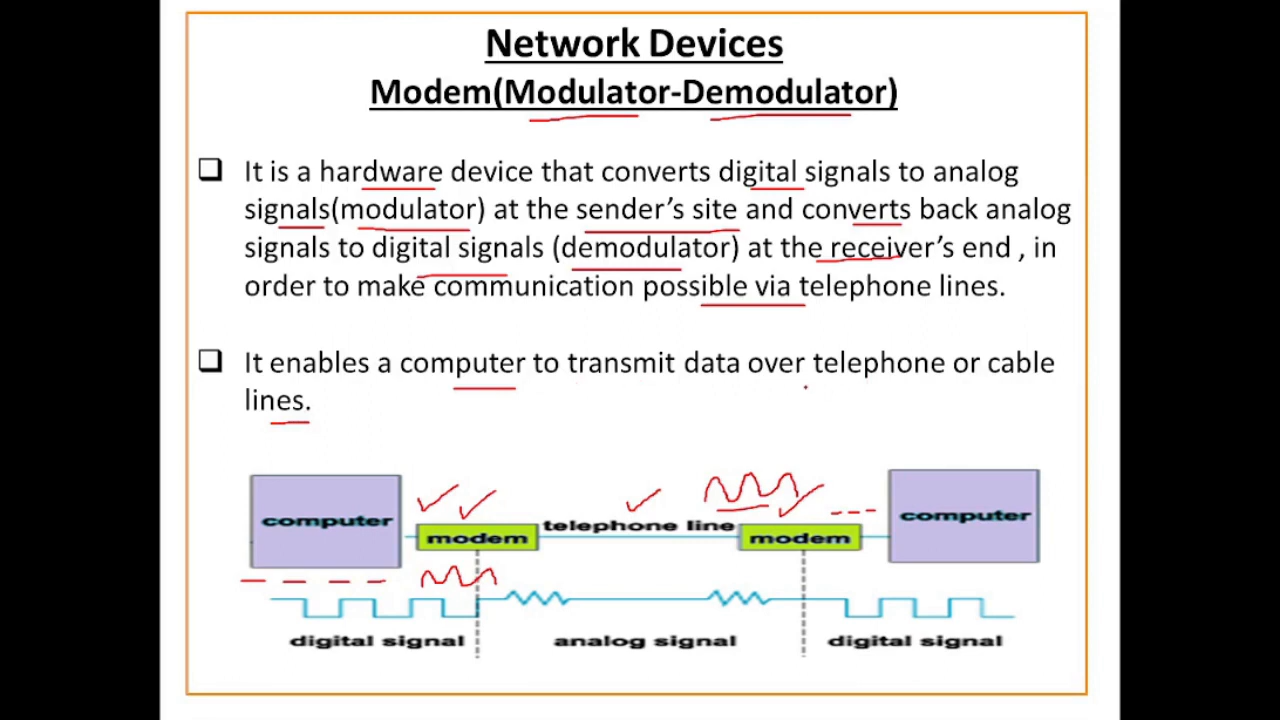 Network Devices
Modem(Modulator-Demodulator)
It is a hardware device that converts digital signals to analog
signals(modulator) at the sender's site and converts back analog
signals to digital signals (demodulator) at the receiver's end , in
order to make communication possible via telephone lines.
It enables a computer to transmit data over telephone or cable
lines.
computer
modem
telephone line
modem
computer
digital signal
analog signal
digital signal